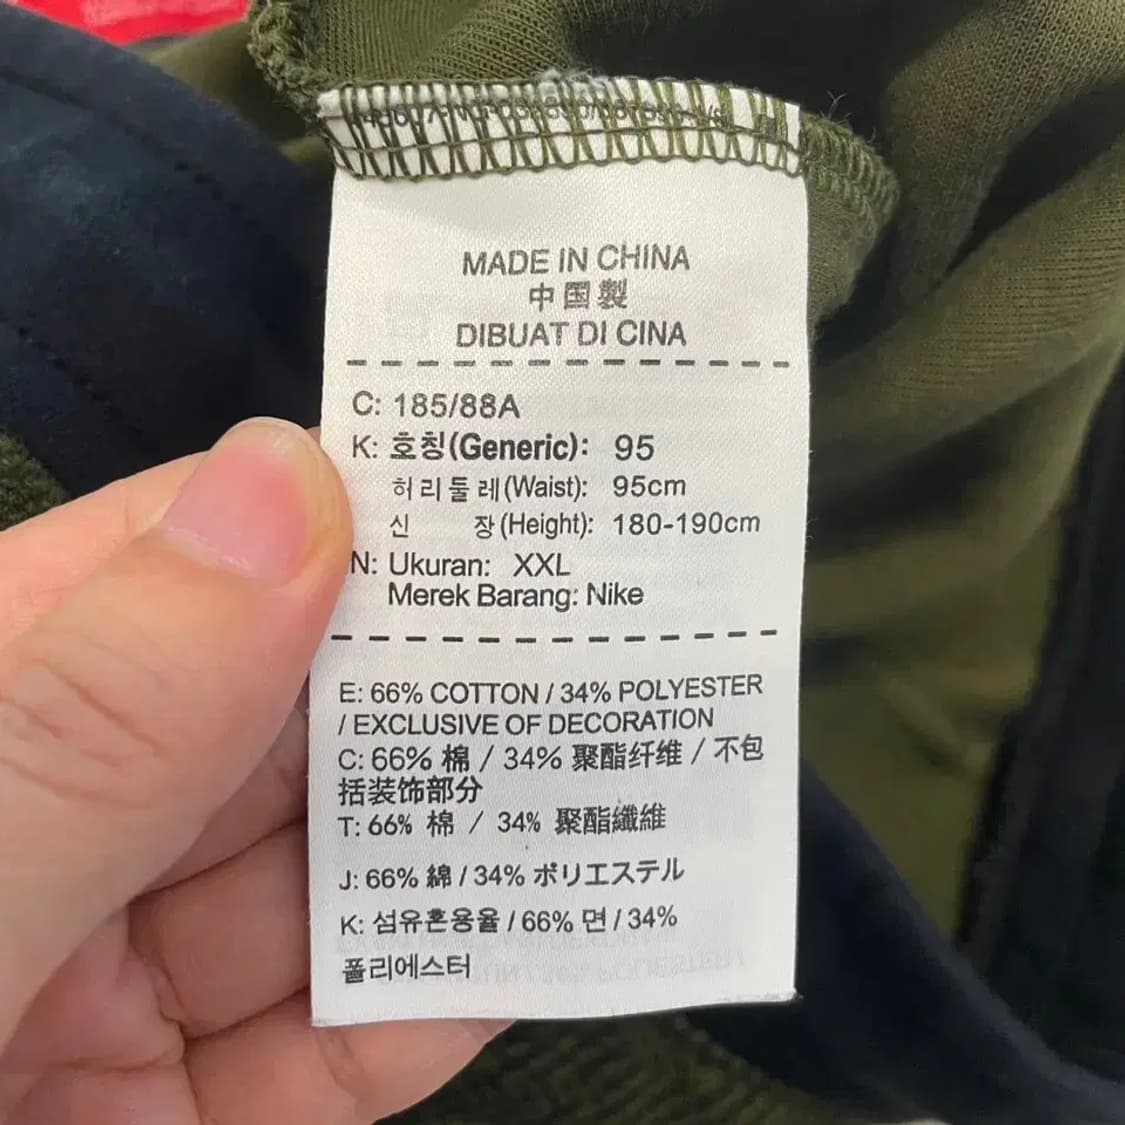 MADE IN CHINA
中国製
DIBUAT DI CINA
C: 185/88A
K: 호칭(Generic): 95
허리둘레(Waist): 95cm
신 장(Height): 180-190cm
N: Ukuran: XXL
Merek Barang: Nike
E: 66% COTTON / 34% POLYESTER
/ EXCLUSIVE OF DECORATION
C: 66% 棉 / 34% 聚酯纤维 / 不包
括装饰部分
T: 66% 棉 / 34% 聚酯纖維
J: 66% 綿 / 34% ポリエステル
K: 섬유혼용율 / 66% 면 / 34%
폴리에스터